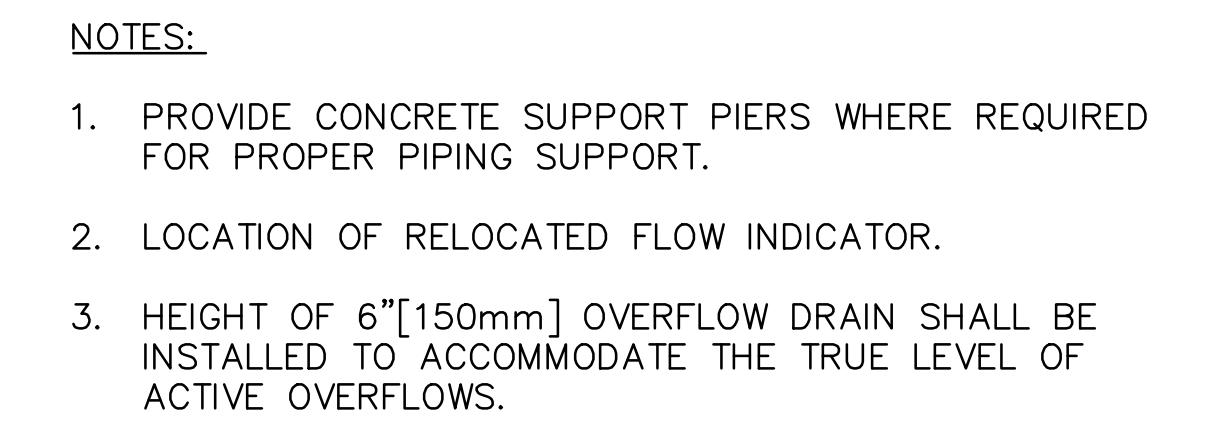 NOTES:
1. PROVIDE CONCRETE SUPPORT PIERS WHERE REQUIRED
FOR PROPER PIPING SUPPORT.
2. LOCATION OF RELOCATED FLOW INDICATOR.
3. HEIGHT OF 6”[150mm] OVERFLOW DRAIN SHALL BE
INSTALLED TO ACCOMMODATE THE TRUE LEVEL OF
ACTIVE OVERFLOWS.